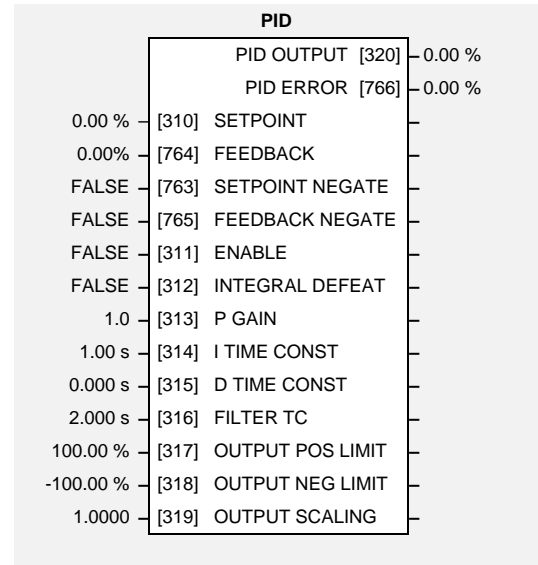 PID
PID OUTPUT [320] – 0.00 %
PID ERROR [766] – 0.00 %
0.00 % – [310] SETPOINT –
0.00% – [764] FEEDBACK –
FALSE – [763] SETPOINT NEGATE –
FALSE – [765] FEEDBACK NEGATE –
FALSE – [311] ENABLE –
FALSE – [312] INTEGRAL DEFEAT –
1.0 – [313] P GAIN –
1.00 s – [314] I TIME CONST –
0.000 s – [315] D TIME CONST –
2.000 s – [316] FILTER TC –
100.00 % – [317] OUTPUT POS LIMIT –
-100.00 % – [318] OUTPUT NEG LIMIT –
1.0000 – [319] OUTPUT SCALING –